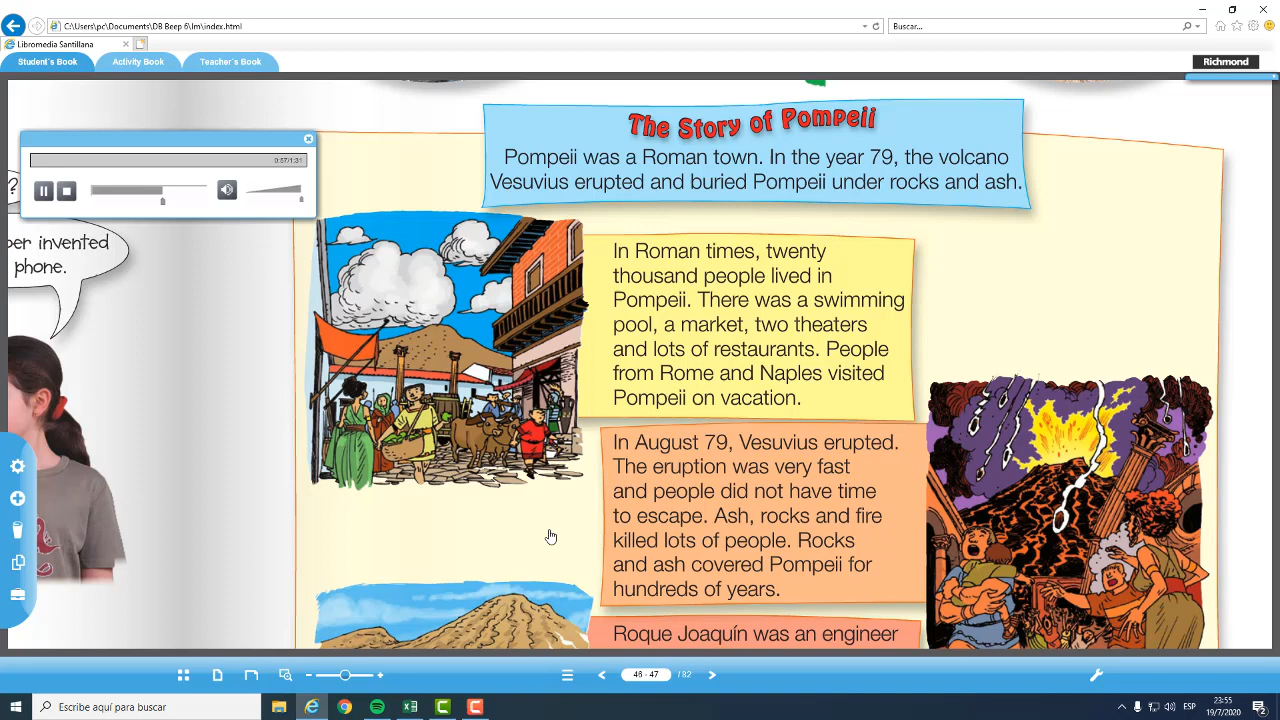 C:\Users\pc\Documents\DB Beep 6\lm\index.html
Buscar...
Libromedia Santillana
Student´s Book
Activity Book
Teacher´s Book
Richmond
0:57/1:31
?
per invented
phone.
The Story of Pompeii
Pompeii was a Roman town. In the year 79, the volcano
Vesuvius erupted and buried Pompeii under rocks and ash.
In Roman times, twenty
thousand people lived in
Pompeii. There was a swimming
pool, a market, two theaters
and lots of restaurants. People
from Rome and Naples visited
Pompeii on vacation.
In August 79, Vesuvius erupted.
The eruption was very fast
and people did not have time
to escape. Ash, rocks and fire
killed lots of people. Rocks
and ash covered Pompeii for
hundreds of years.
Roque Joaquín was an engineer
46 - 47 / 82
Escribe aquí para buscar
ESP
23:55
19/7/2020
2